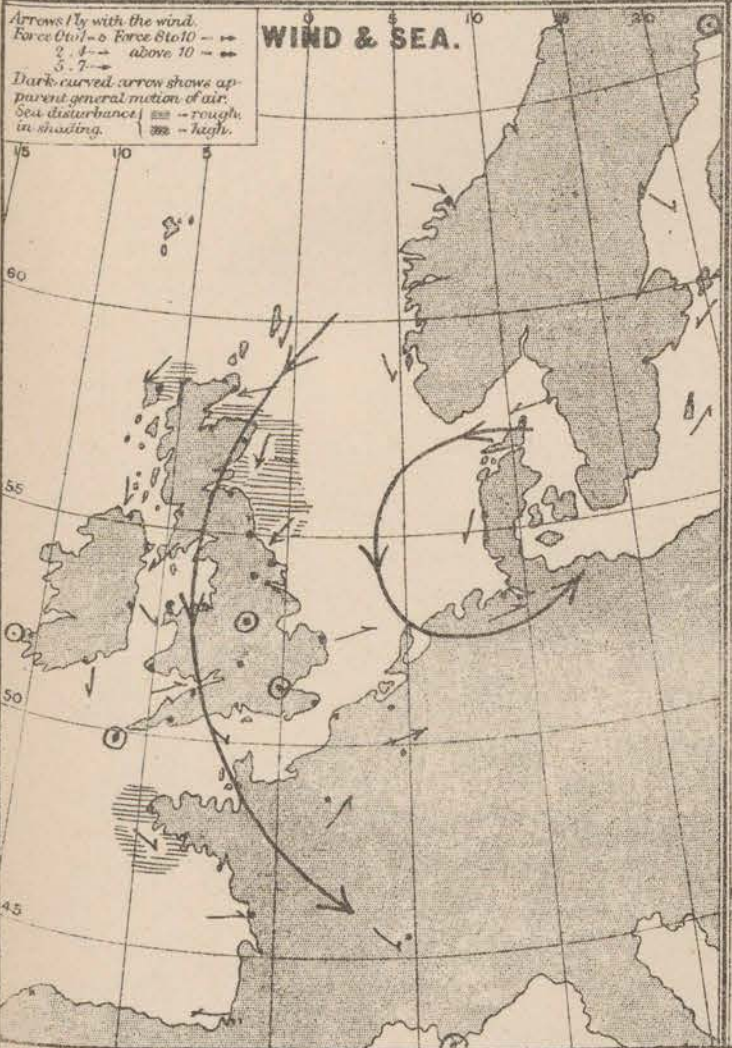 Arrows fly with the wind.
Force 0 to 1 - o Force 8 to 10 -
2 . 4 - above 10 -
5 . 7 -
Dark curved arrow shows ap-
parent general motion of air.
Sea disturbance - rough.
in shading. - high.
WIND & SEA.
0 5 10 15 20
15 10 5
60
55
50
45